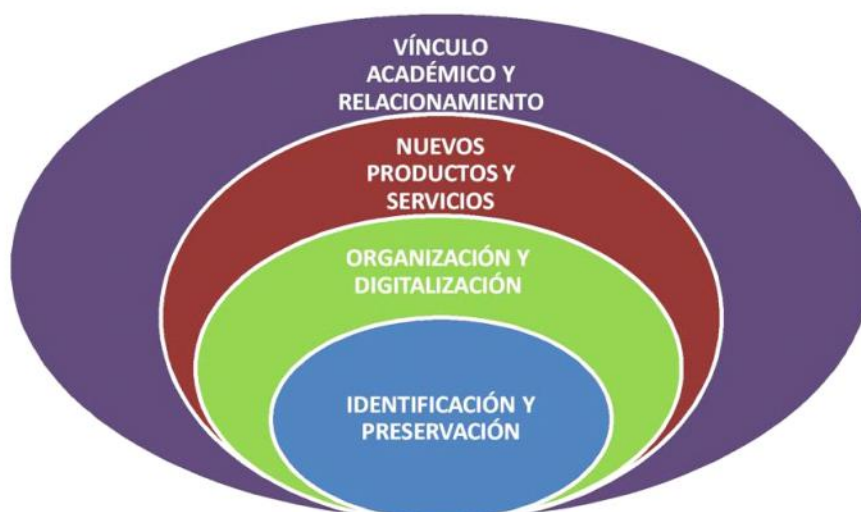 VÍNCULO
ACADÉMICO Y
RELACIONAMIENTO
NUEVOS
PRODUCTOS Y
SERVICIOS
ORGANIZACIÓN Y
DIGITALIZACIÓN
IDENTIFICACIÓN Y
PRESERVACIÓN